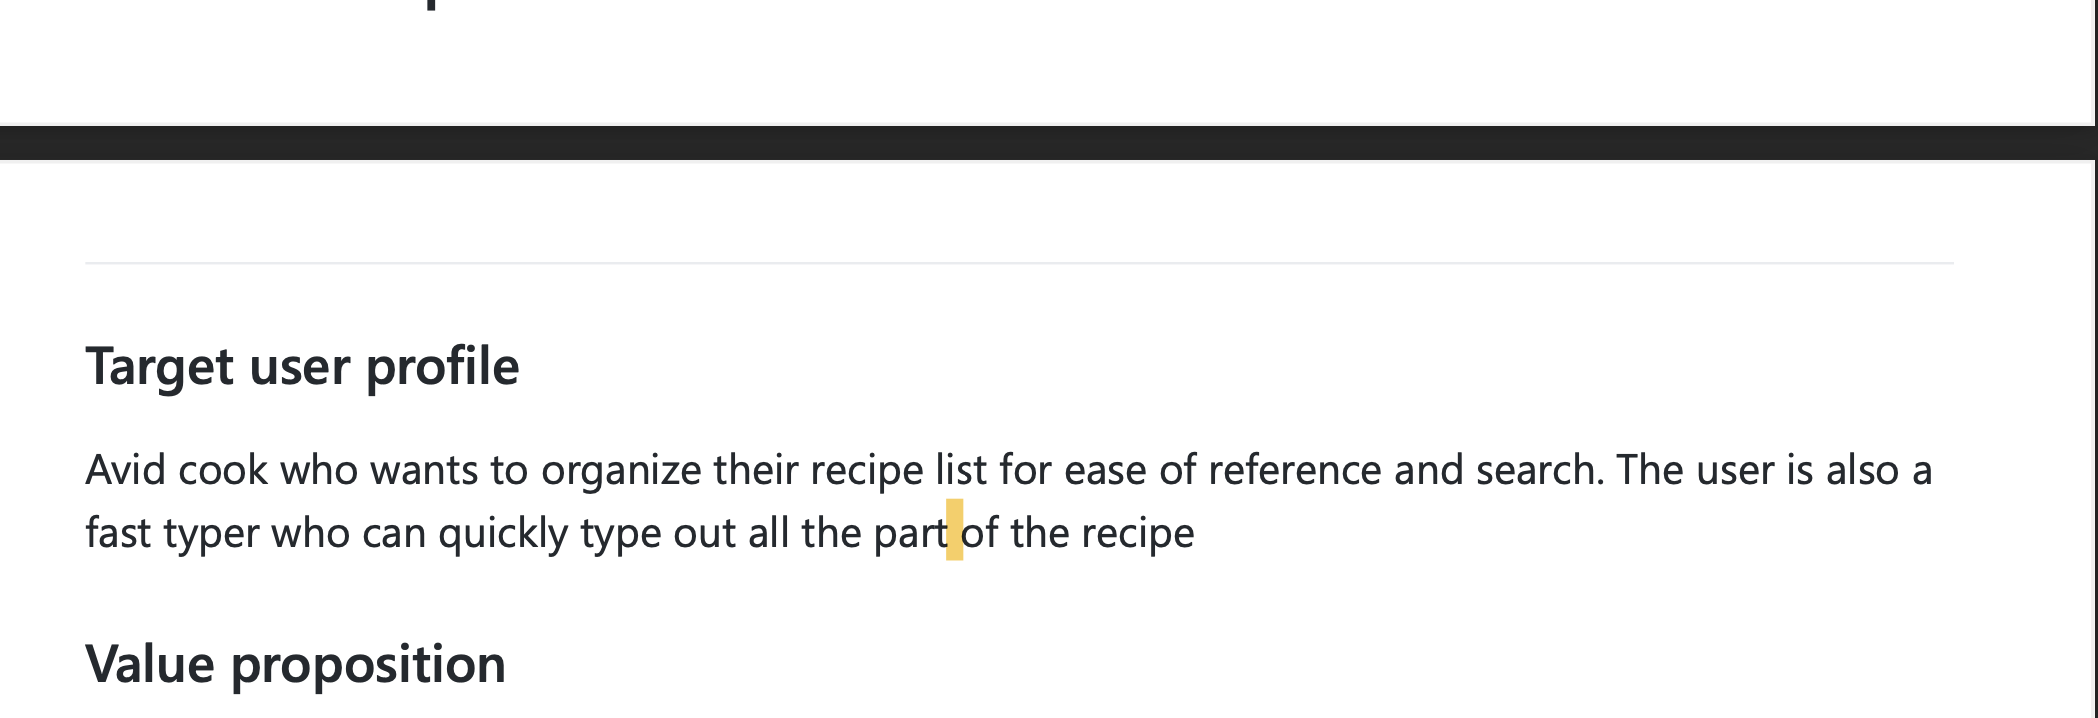 Target user profile
Avid cook who wants to organize their recipe list for ease of reference and search. The user is also a
fast typer who can quickly type out all the part of the recipe
Value proposition